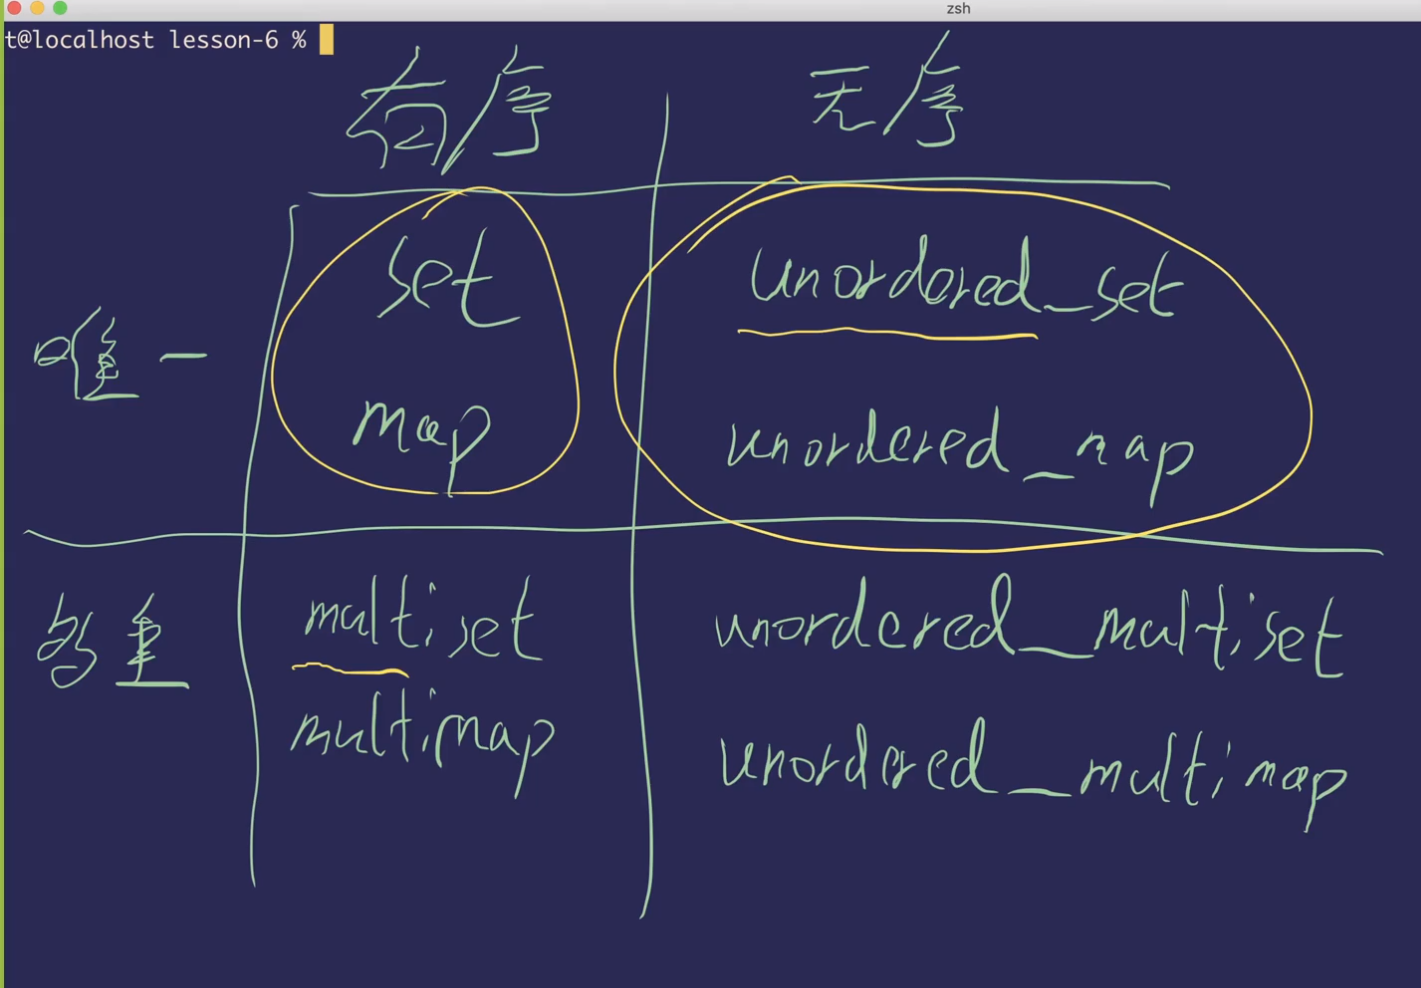 zsh
t@localhost lesson-6 %
有序 无序
唯一 set unordered_set
map unordered_map
多重 multiset unordered_multiset
multimap unordered_multimap